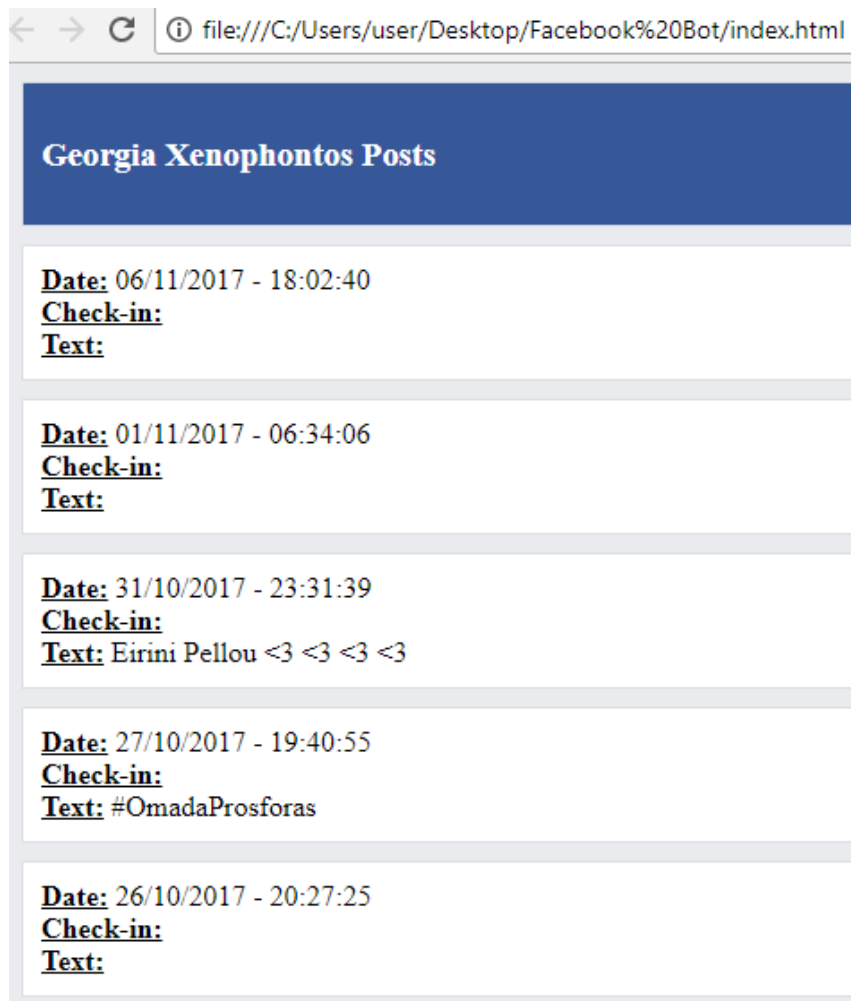 file:///C:/Users/user/Desktop/Facebook%20Bot/index.html
Georgia Xenophontos Posts
Date: 06/11/2017 - 18:02:40
Check-in:
Text:
Date: 01/11/2017 - 06:34:06
Check-in:
Text:
Date: 31/10/2017 - 23:31:39
Check-in:
Text: Eirini Pellou <3 <3 <3 <3
Date: 27/10/2017 - 19:40:55
Check-in:
Text: #OmadaProsforas
Date: 26/10/2017 - 20:27:25
Check-in:
Text: